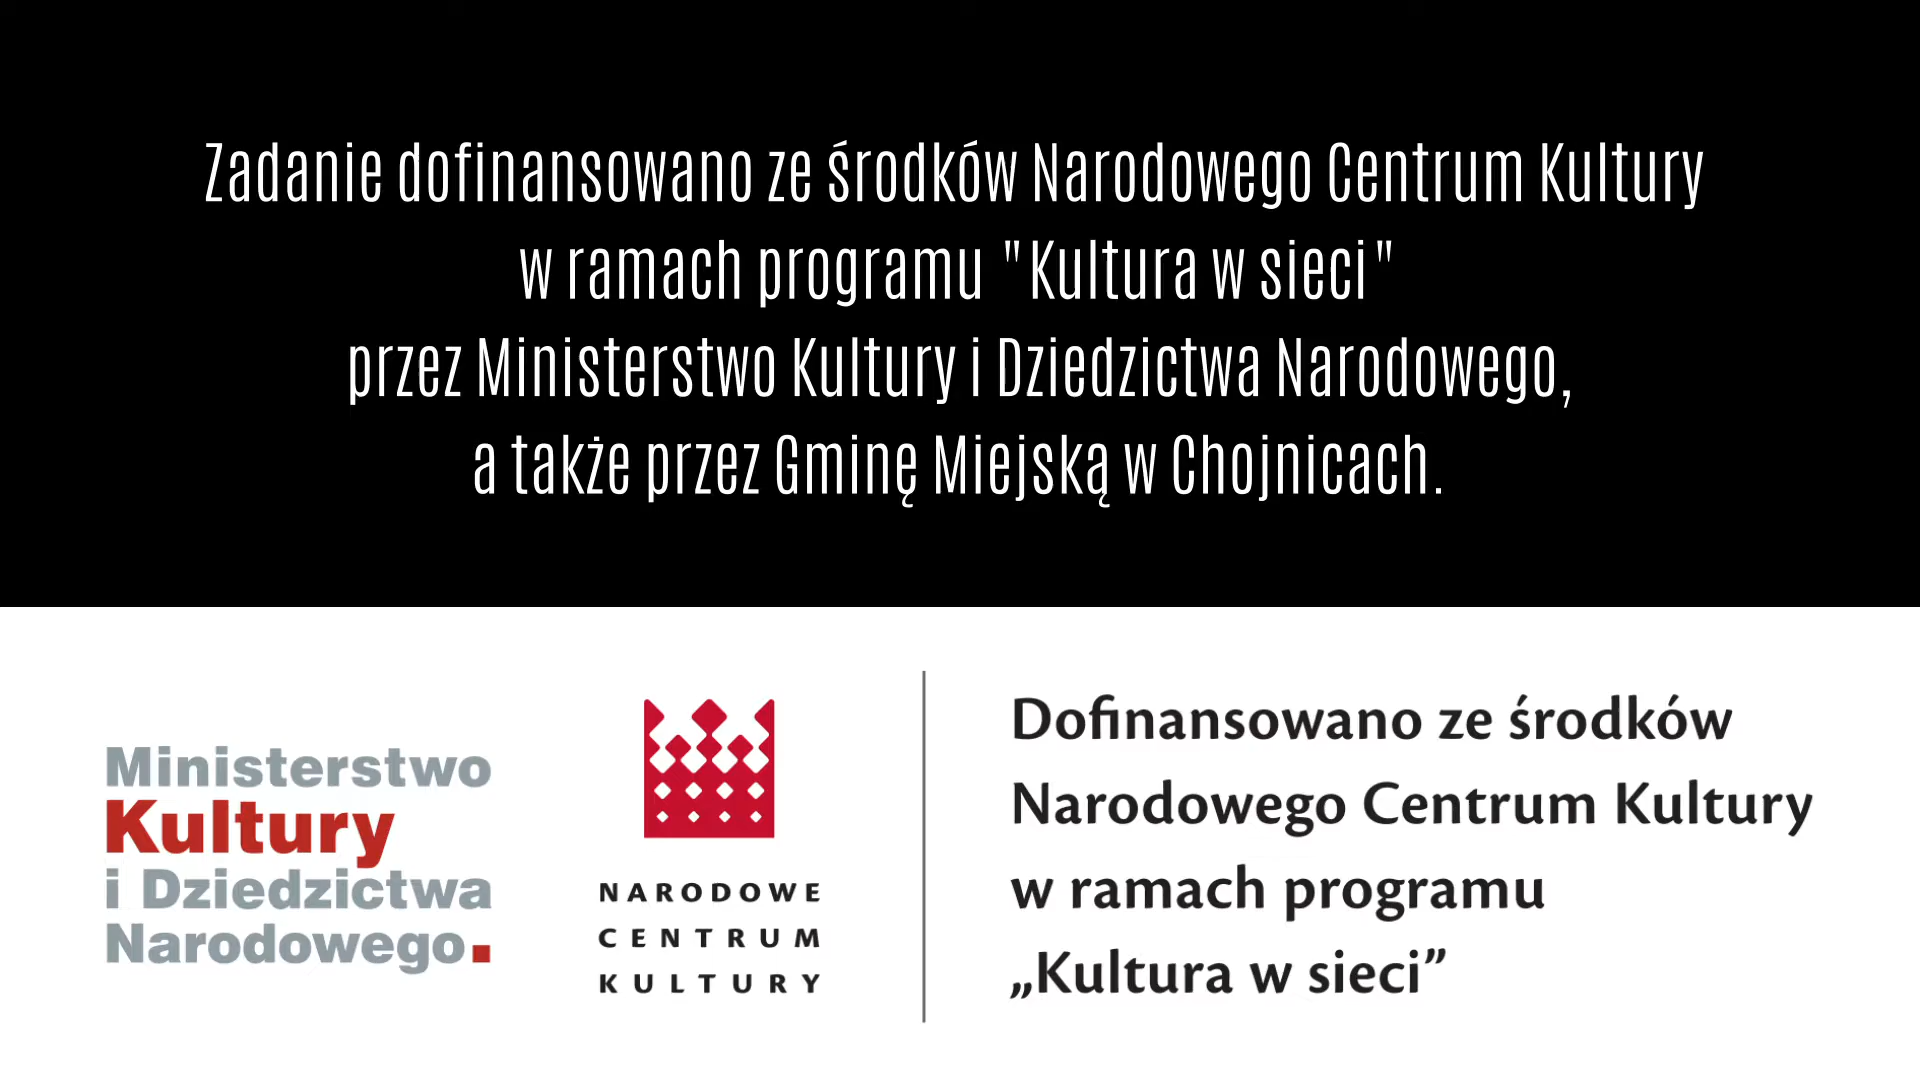 Zadanie dofinansowano ze środków Narodowego Centrum Kultury
w ramach programu "Kultura w sieci"
przez Ministerstwo Kultury i Dziedzictwa Narodowego,
a także przez Gminę Miejską w Chojnicach.
Ministerstwo
Kultury
i Dziedzictwa
Narodowego.
NARODOWE
CENTRUM
KULTURY
Dofinansowano ze środków
Narodowego Centrum Kultury
w ramach programu
„Kultura w sieci”